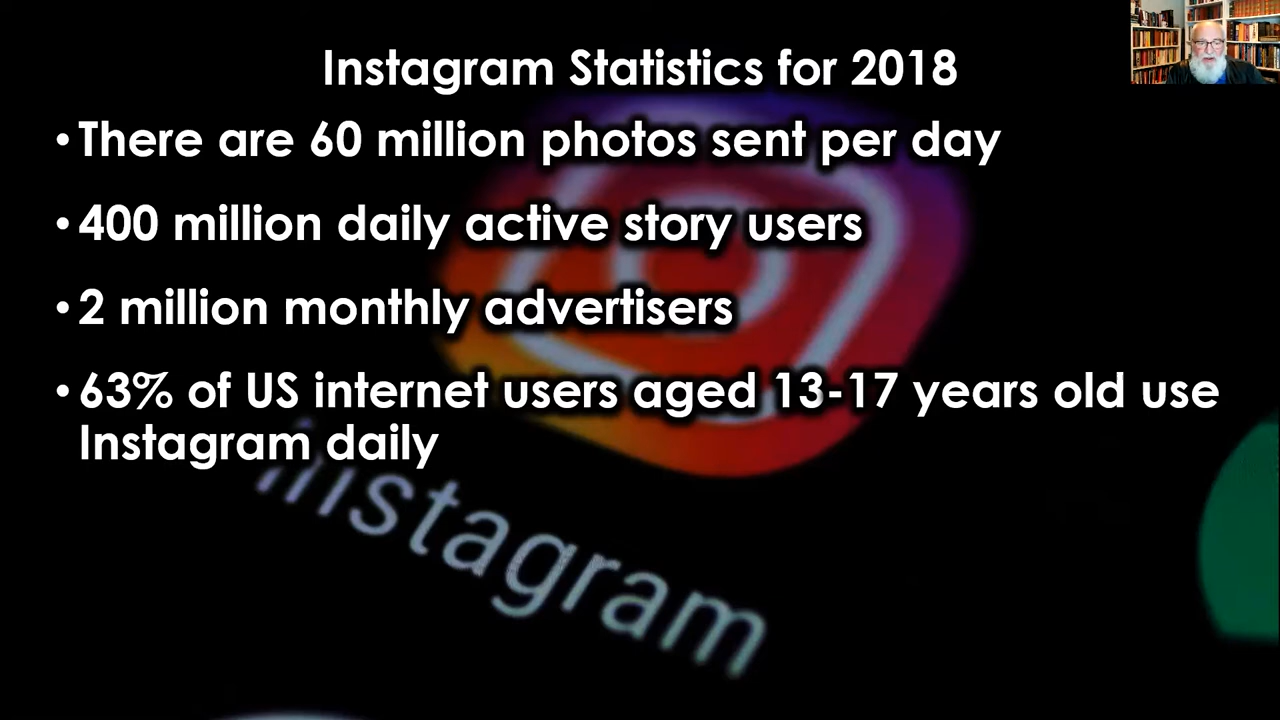 Instagram Statistics for 2018
• There are 60 million photos sent per day
• 400 million daily active story users
• 2 million monthly advertisers
• 63% of US internet users aged 13-17 years old use
Instagram daily
Instagram